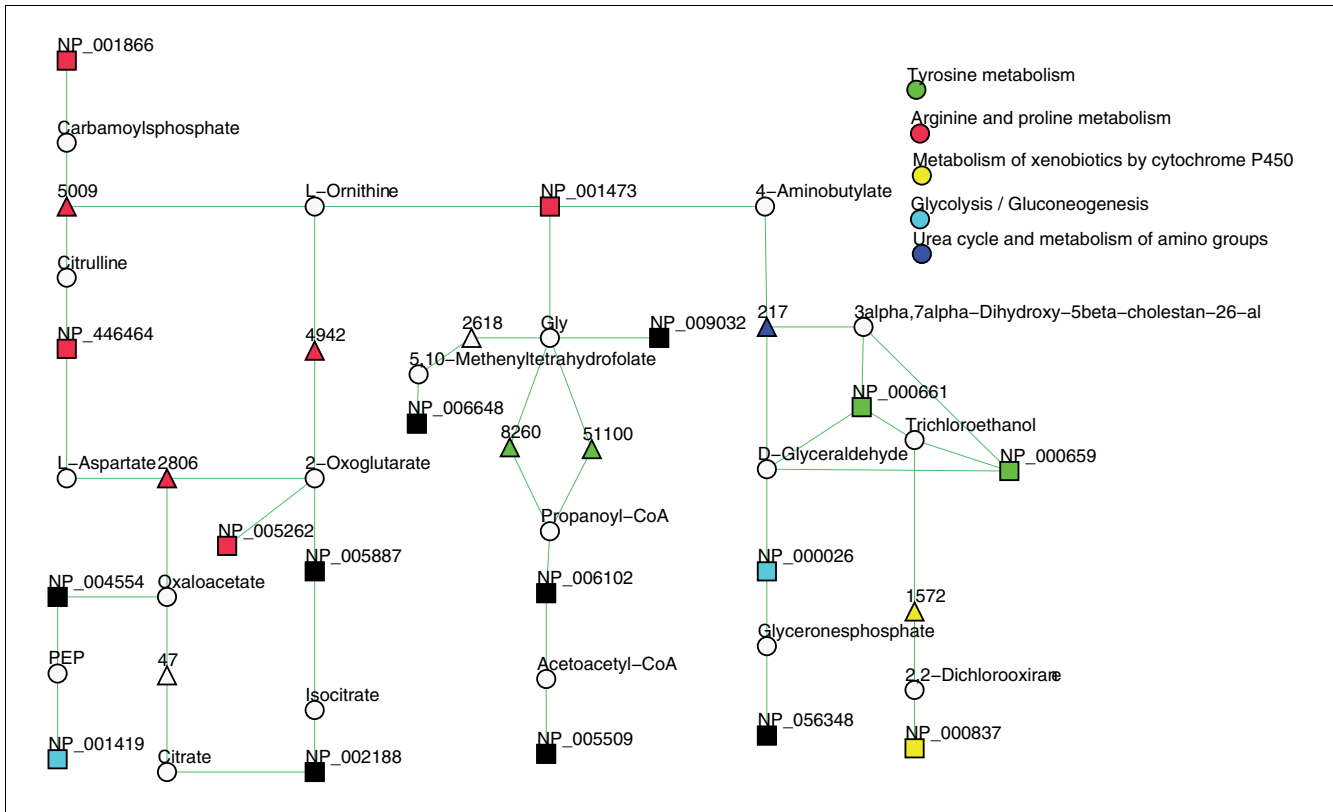 NP_001866
Tyrosine metabolism
Carbamoylsphosphate
Arginine and proline metabolism
Metabolism of xenobiotics by cytochrome P450
5009
L-Ornithine
NP_001473
4-Aminobutylate
Glycolysis / Gluconeogenesis
Urea cycle and metabolism of amino groups
Citrulline
NP_446464
4942
2618
Gly
NP_009032
217
3alpha,7alpha-Dihydroxy-5beta-cholestan-26-al
5,10-Methenyltetrahydrofolate
NP_006648
NP_000661
8260
51100
Trichloroethanol
L-Aspartate
2806
2-Oxoglutarate
D-Glyceraldehyde
NP_000659
NP_005262
Propanoyl-CoA
NP_005887
NP_000026
NP_004554
Oxaloacetate
NP_006102
1572
Glyceronesphosphate
PEP
47
Acetoacetyl-CoA
2,2-Dichlorooxirane
Isocitrate
NP_056348
NP_000837
NP_001419
Citrate
NP_002188
NP_005509